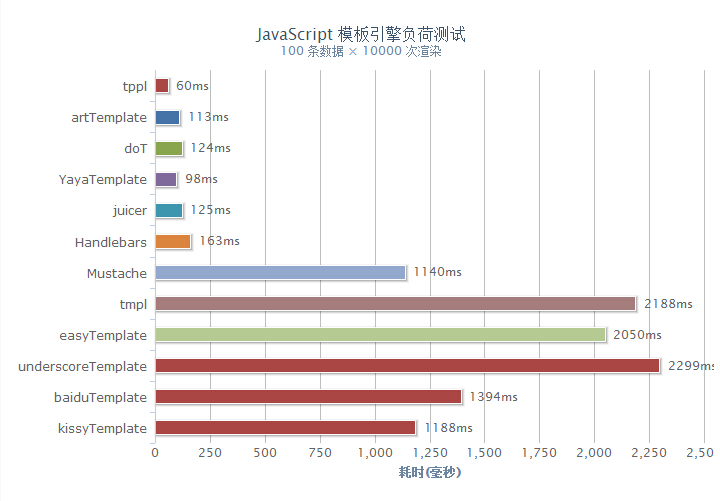 JavaScript 模板引擎负荷测试
100 条数据 × 10000 次渲染
tppl 60ms
artTemplate 113ms
doT 124ms
YayaTemplate 98ms
juicer 125ms
Handlebars 163ms
Mustache 1140ms
tmpl 2188ms
easyTemplate 2050ms
underscoreTemplate 2299ms
baiduTemplate 1394ms
kissyTemplate 1188ms
0 250 500 750 1,000 1,250 1,500 1,750 2,000 2,250 2,50
耗时(毫秒)